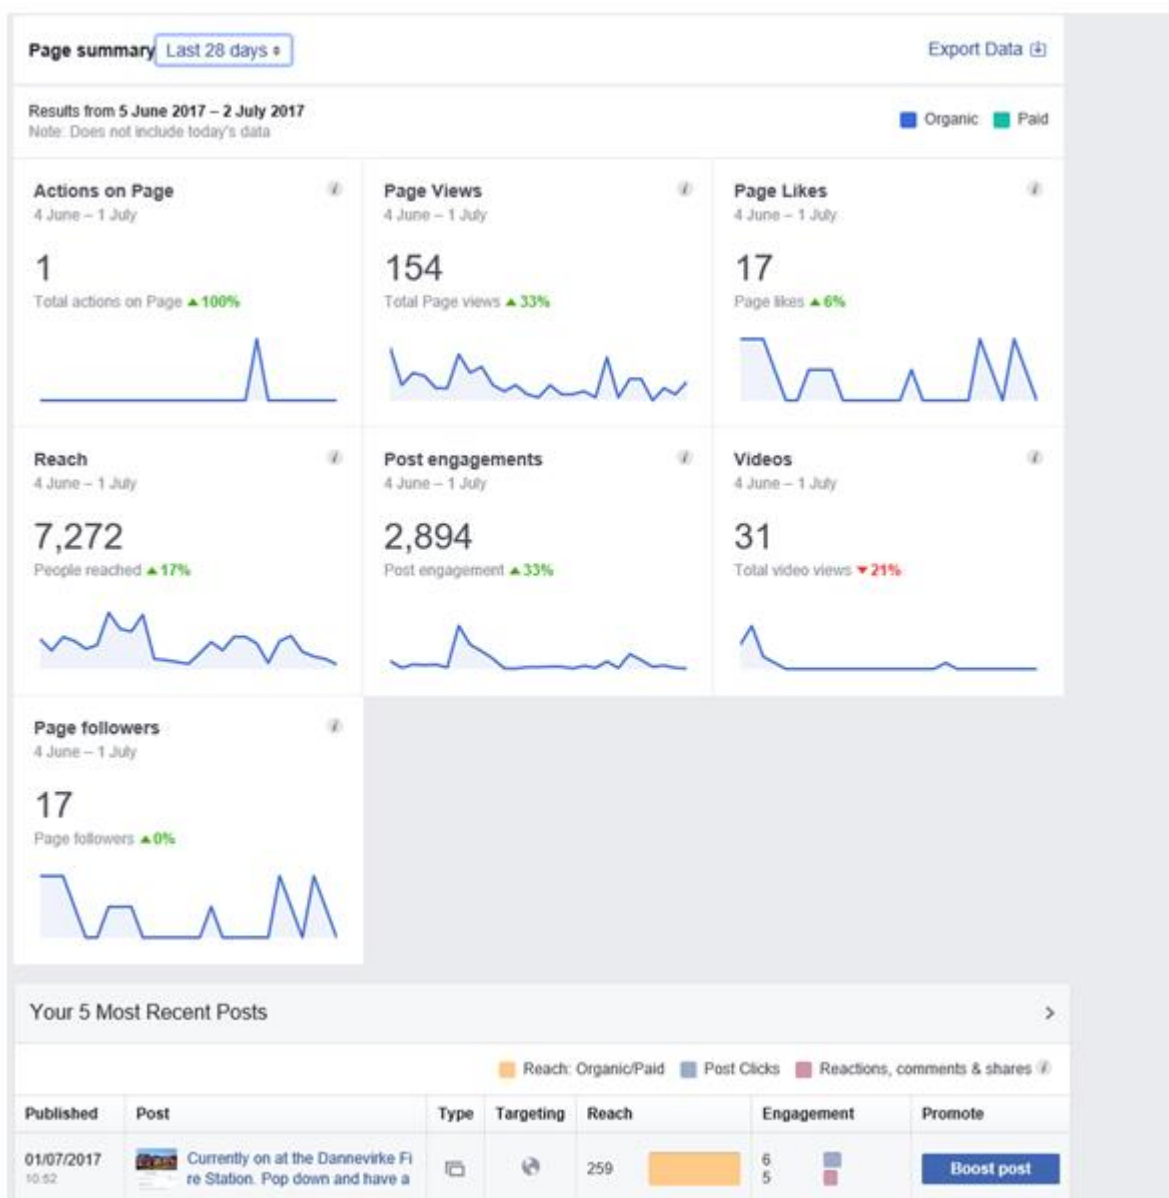 Page summary Last 28 days
Export Data
Results from 5 June 2017 – 2 July 2017
Note: Does not include today's data
Organic Paid
Actions on Page
4 June – 1 July
1
Total actions on Page ▲100%
Page Views
4 June – 1 July
154
Total Page views ▲33%
Page Likes
4 June – 1 July
17
Page likes ▲6%
Reach
4 June – 1 July
7,272
People reached ▲17%
Post engagements
4 June – 1 July
2,894
Post engagement ▲33%
Videos
4 June – 1 July
31
Total video views ▼21%
Page followers
4 June – 1 July
17
Page followers ▲0%
Your 5 Most Recent Posts
Reach: Organic/Paid Post Clicks Reactions, comments & shares
Published Post Type Targeting Reach Engagement Promote
01/07/2017
10:52
Currently on at the Dannevirke Fi
re Station. Pop down and have a
259
6
5
Boost post